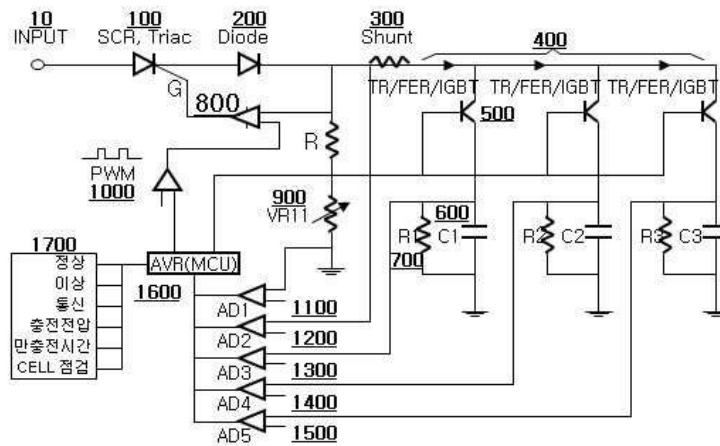 10 100 200 300 400
INPUT SCR, Triac Diode Shunt
TR/FER/IGBT TR/FER/IGBT TR/FER/IGBT
G 800 500
R
PWM
1000
900
VR11
600
R1 C1 R2 C2 R3 C3
700
1700
정상
이상
통신
충전전압
만충전시간
CELL 점검
AVR(MCU)
1600
AD1 1100
AD2 1200
AD3 1300
AD4 1400
AD5 1500